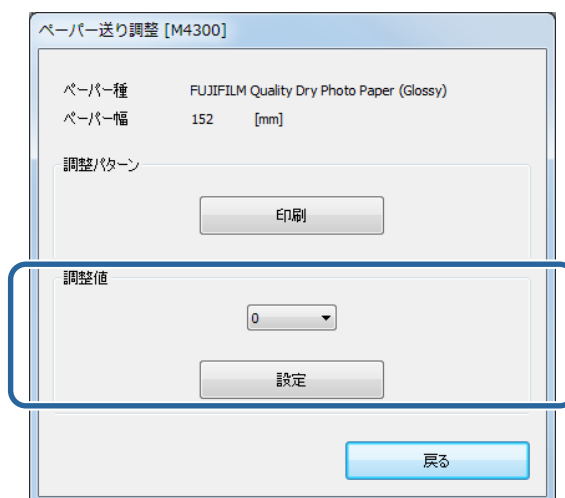 ペーパー送り調整 [M4300]
ペーパー種 FUJIFILM Quality Dry Photo Paper (Glossy)
ペーパー幅 152 [mm]
調整パターン
印刷
調整値
0
設定
戻る